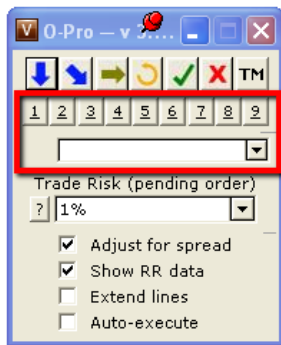 V O-Pro – v 3....
TM
1 2 3 4 5 6 7 8 9
Trade Risk (pending order)
? 1%
Adjust for spread
Show RR data
Extend lines
Auto-execute